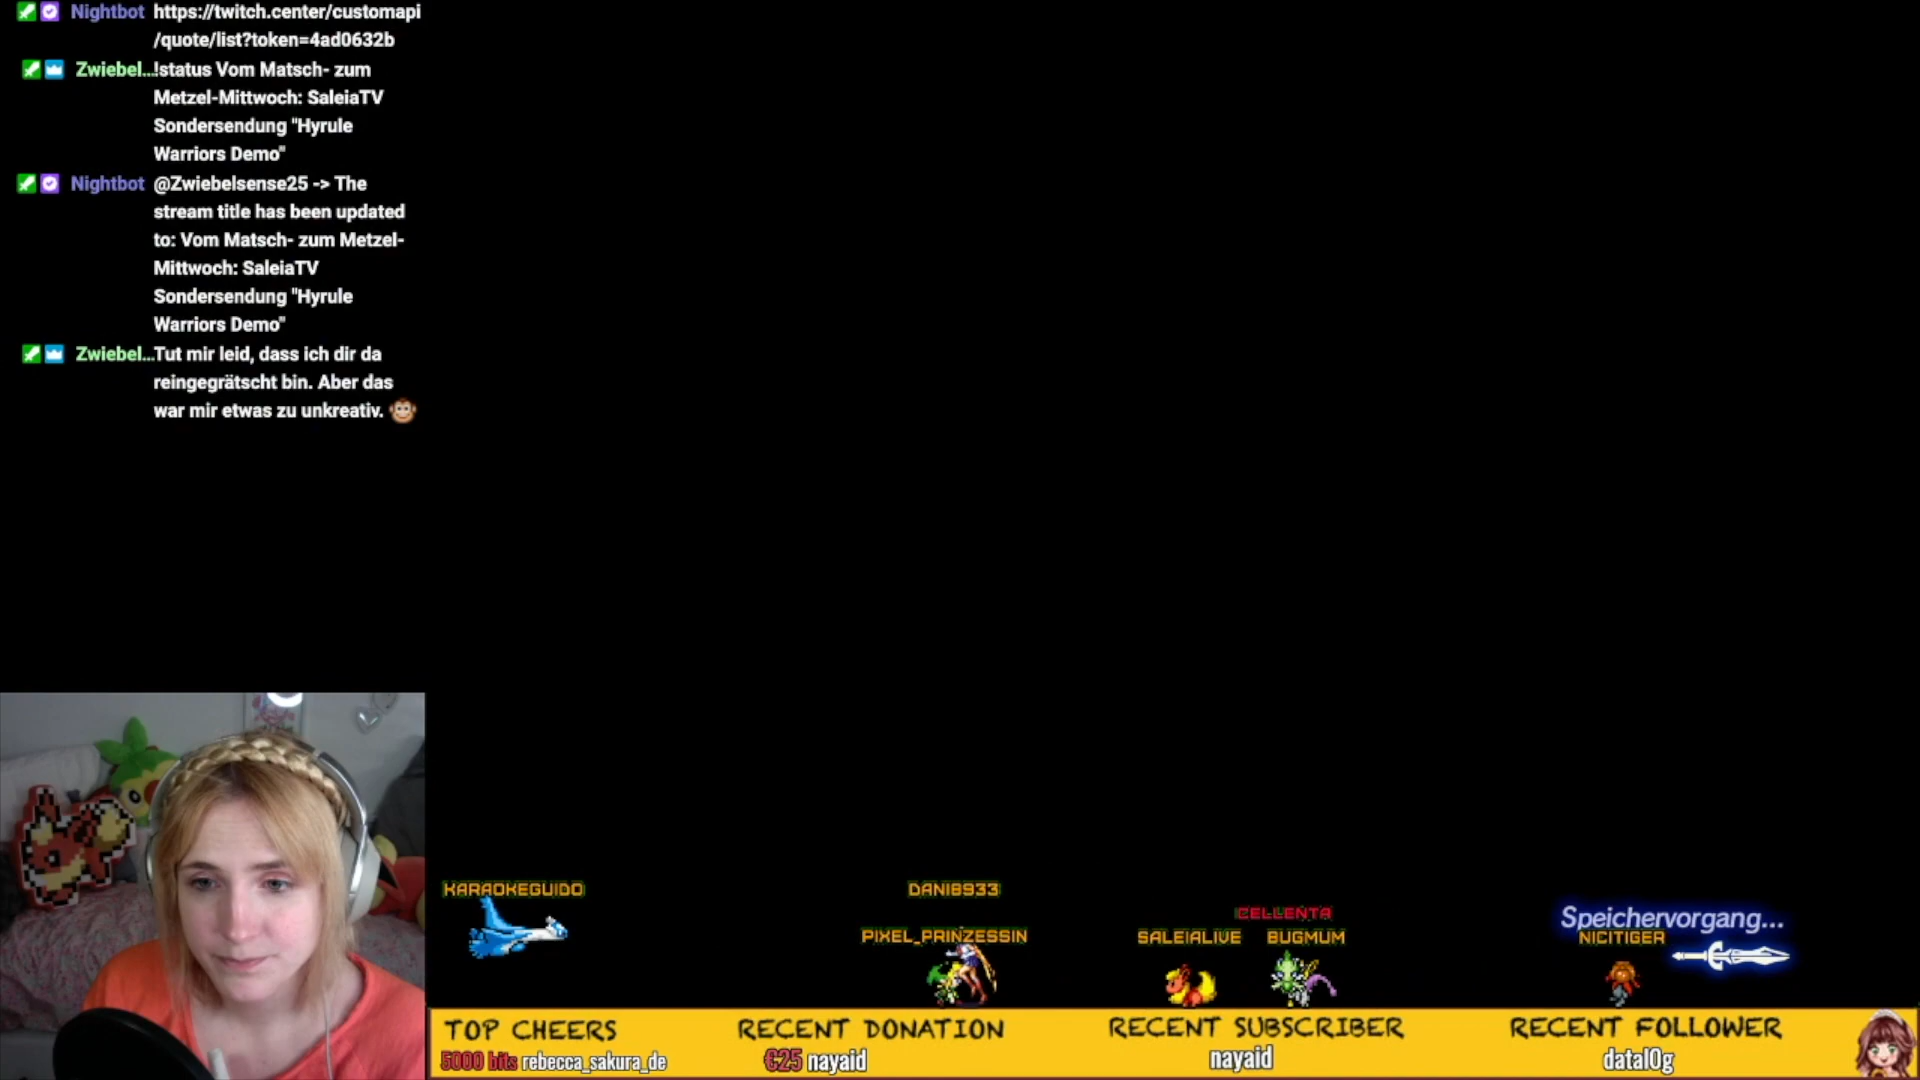 Nightbot https://twitch.center/customapi
/quote/list?token=4ad0632b
Zwiebel...!status Vom Matsch- zum
Metzel-Mittwoch: SaleiaTV
Sondersendung "Hyrule
Warriors Demo"
Nightbot @Zwiebelsense25 -> The
stream title has been updated
to: Vom Matsch- zum Metzel-
Mittwoch: SaleiaTV
Sondersendung "Hyrule
Warriors Demo"
Zwiebel...Tut mir leid, dass ich dir da
reingegrätscht bin. Aber das
war mir etwas zu unkreativ.
KARAOKEGUIDO
DANI8933
PIXEL_PRINZESSIN
SALEIALIVE
CELLENTA
BUGMUM
Speichervorgang...
NICITIGER
TOP CHEERS
5000 bits rebecca_sakura_de
RECENT DONATION
€25 nayaid
RECENT SUBSCRIBER
nayaid
RECENT FOLLOWER
datal0g